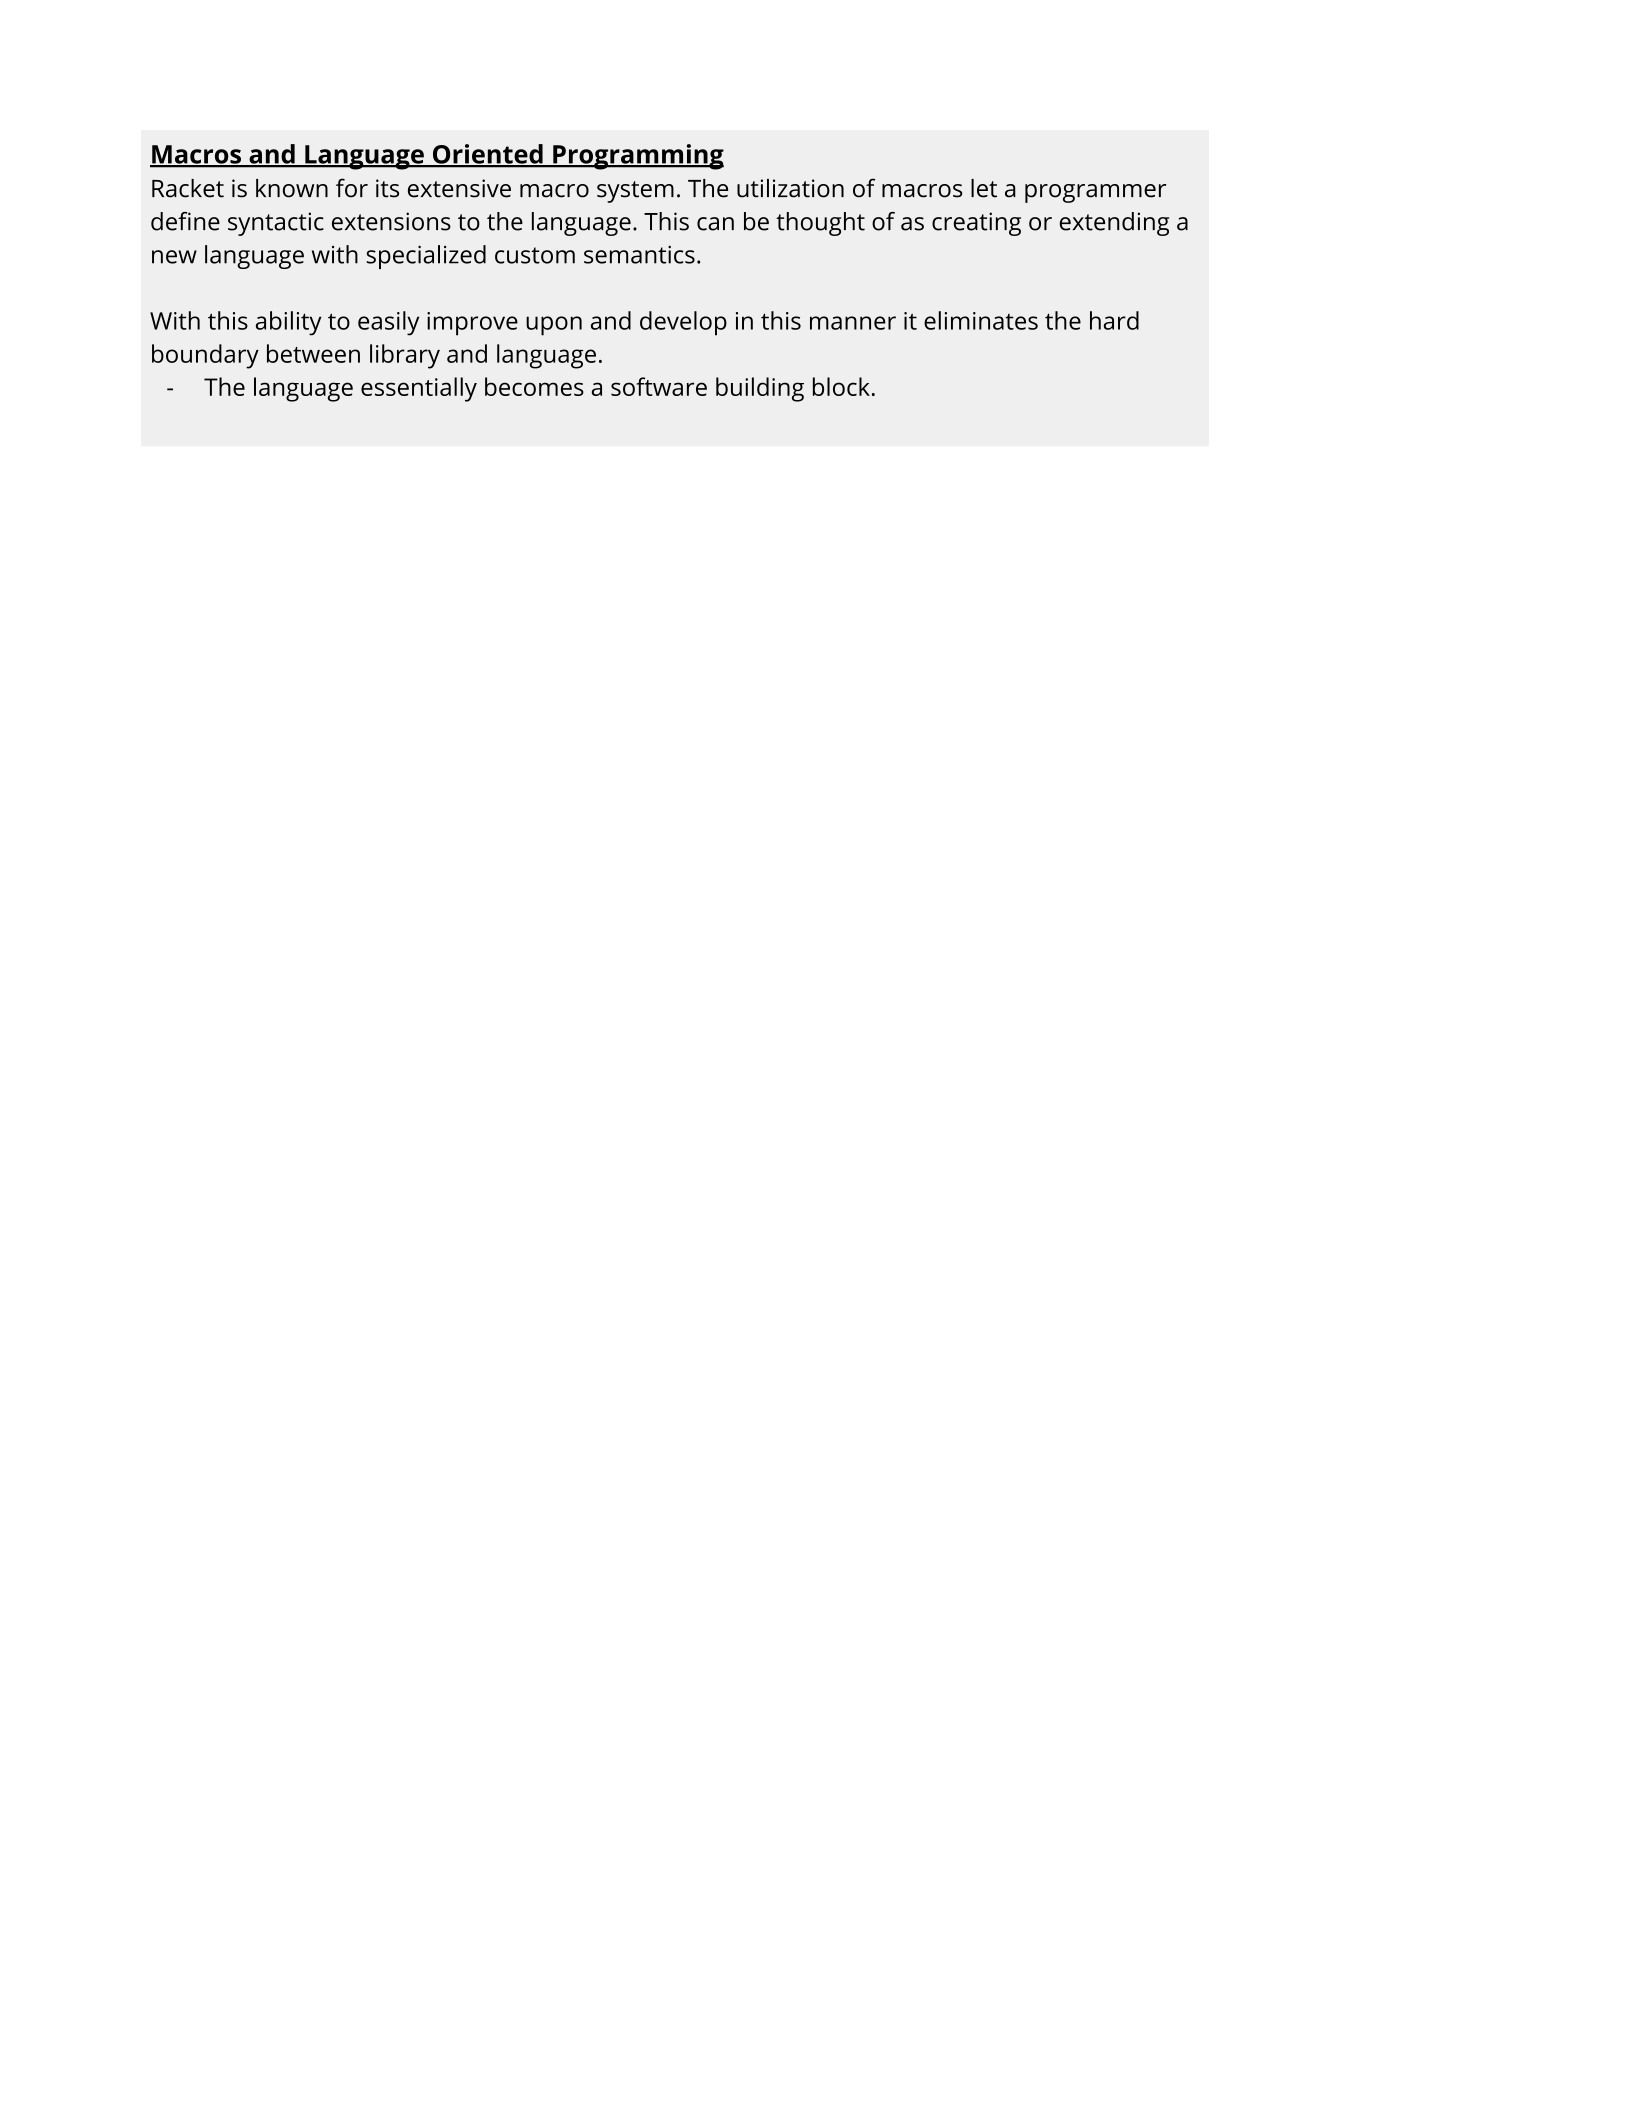 Macros and Language Oriented Programming
Racket is known for its extensive macro system. The utilization of macros let a programmer
define syntactic extensions to the language. This can be thought of as creating or extending a
new language with specialized custom semantics.
With this ability to easily improve upon and develop in this manner it eliminates the hard
boundary between library and language.
- The language essentially becomes a software building block.